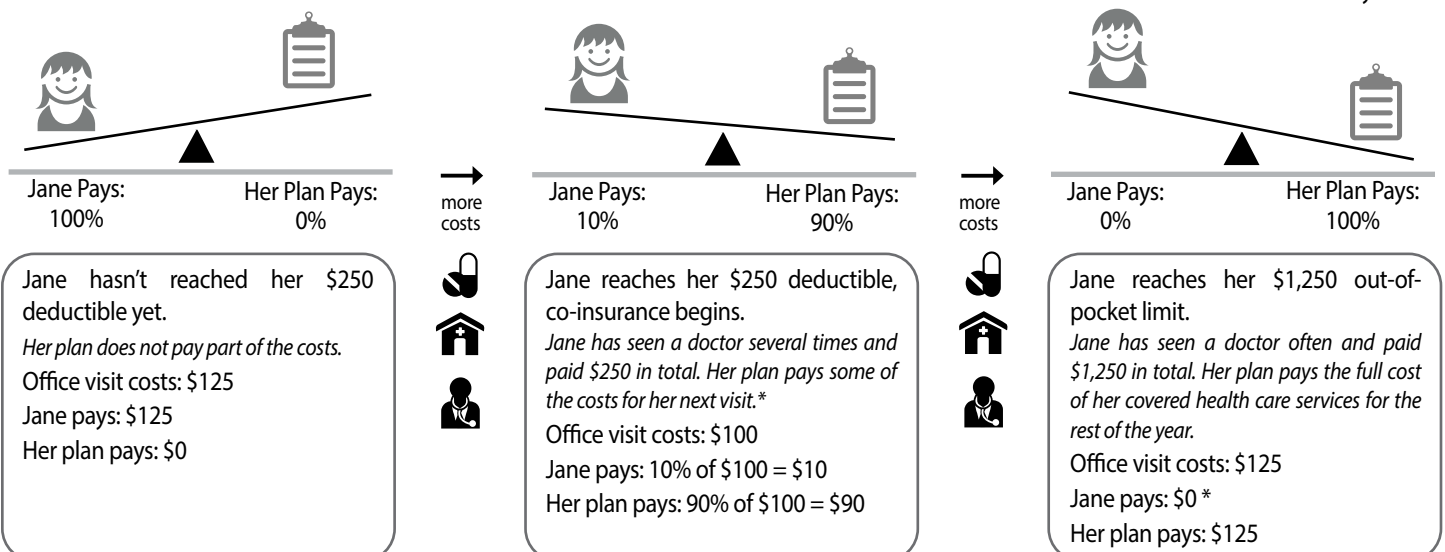 Jane Pays:
100%
Her Plan Pays:
0%
Jane hasn't reached her $250
deductible yet.
Her plan does not pay part of the costs.
Office visit costs: $125
Jane pays: $125
Her plan pays: $0
more
costs
Jane Pays:
10%
Her Plan Pays:
90%
Jane reaches her $250 deductible,
co-insurance begins.
Jane has seen a doctor several times and
paid $250 in total. Her plan pays some of
the costs for her next visit.*
Office visit costs: $100
Jane pays: 10% of $100 = $10
Her plan pays: 90% of $100 = $90
more
costs
Jane Pays:
0%
Her Plan Pays:
100%
Jane reaches her $1,250 out-of-
pocket limit.
Jane has seen a doctor often and paid
$1,250 in total. Her plan pays the full cost
of her covered health care services for the
rest of the year.
Office visit costs: $125
Jane pays: $0 *
Her plan pays: $125